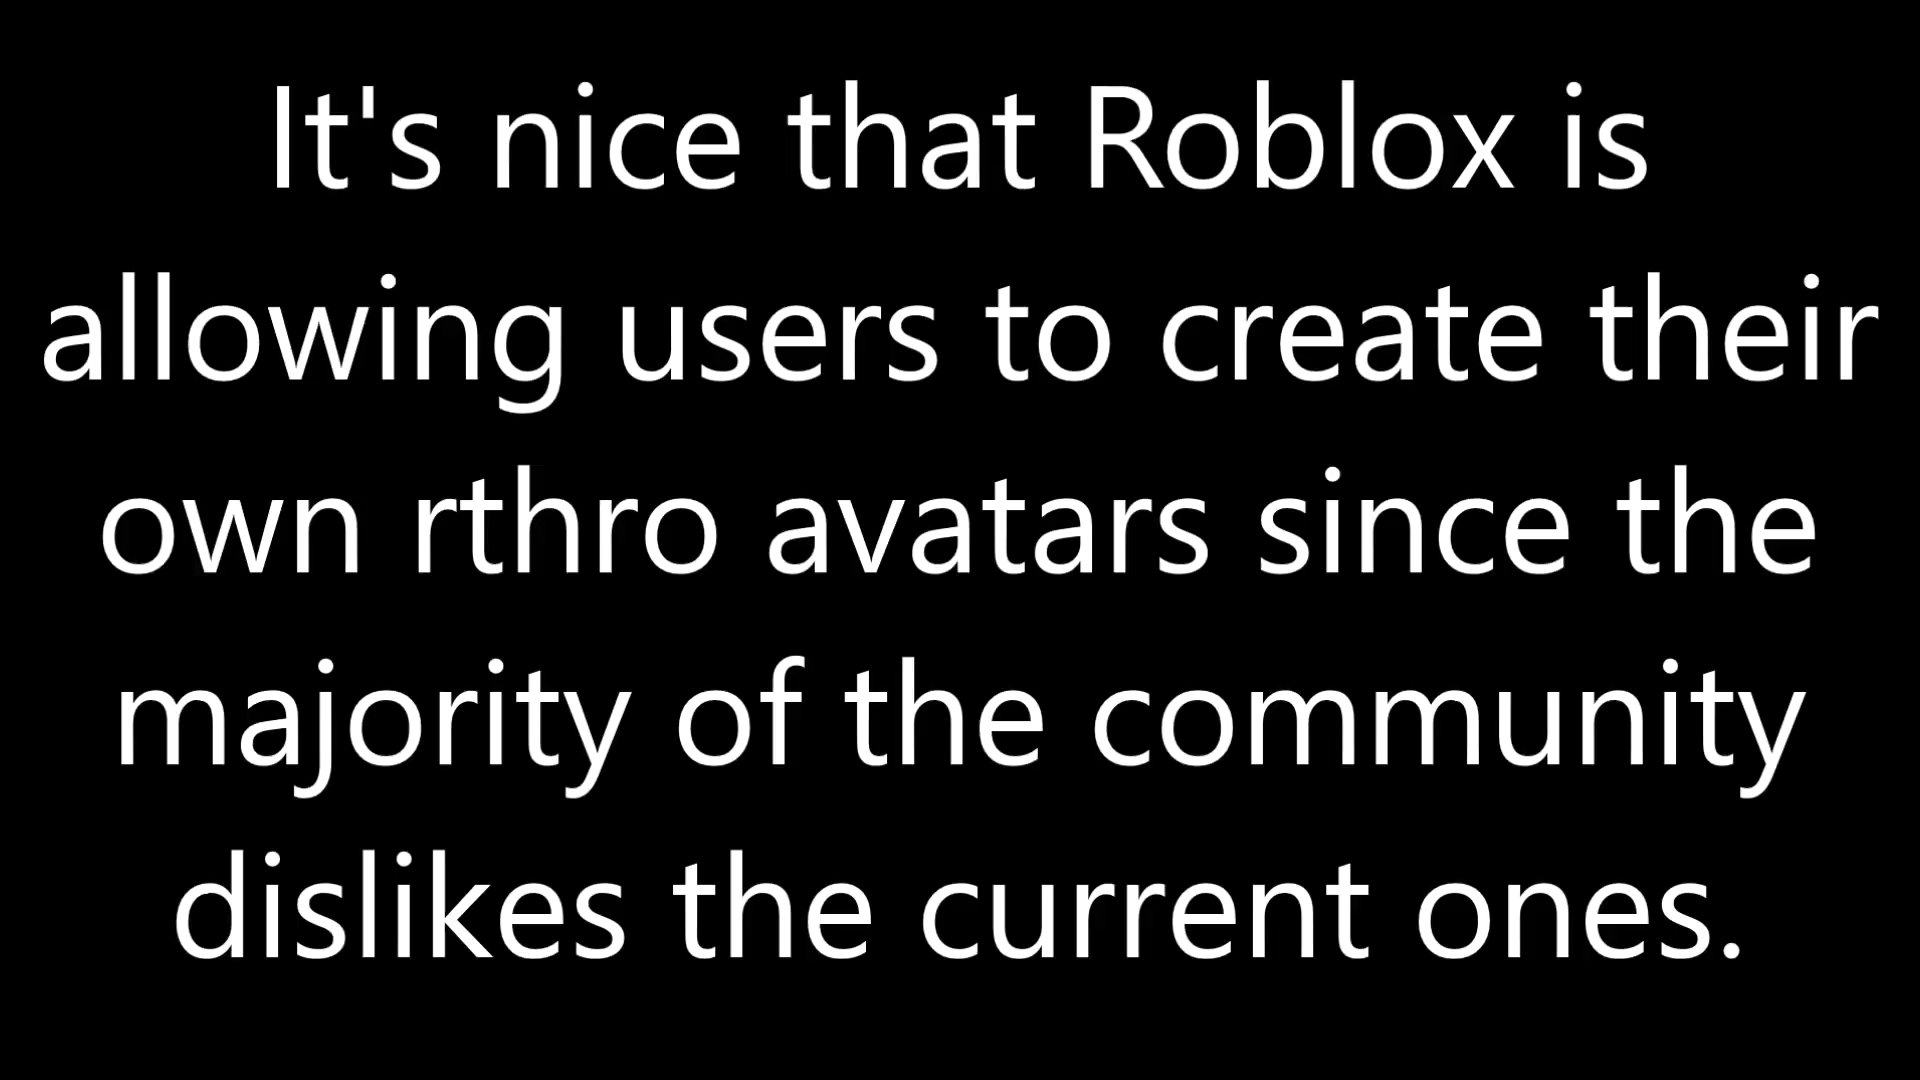 It's nice that Roblox is
allowing users to create their
own rthro avatars since the
majority of the community
dislikes the current ones.